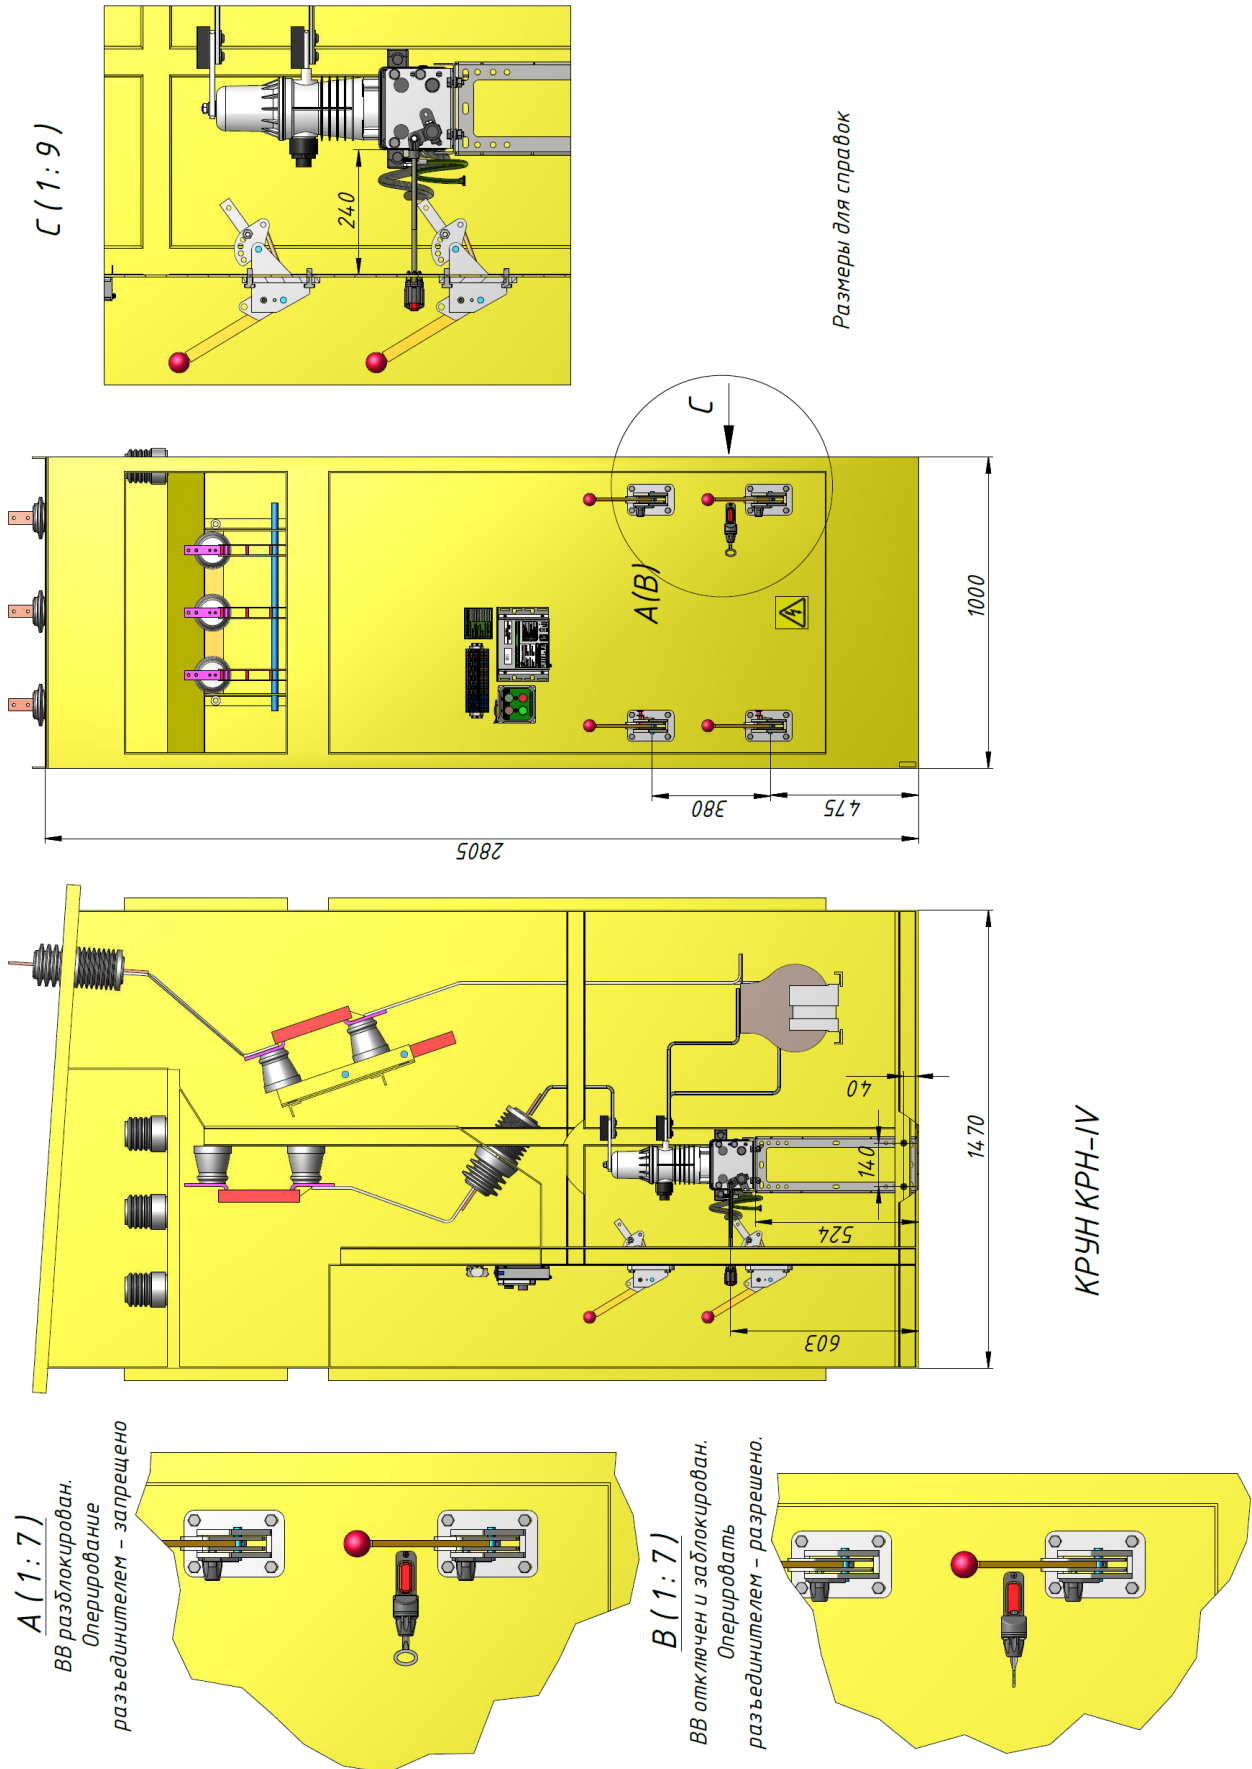 A(1:7)
ВВ разблокирован.
Оперирование
разъединителем – запрещено
B(1:7)
ВВ отключен и заблокирован.
Оперировать
разъединителем – разрешено.
603
524
140
40
1470
КРУН КРН-IV
2805
380
475
1000
A(B)
C
C(1:9)
240
Размеры для справок